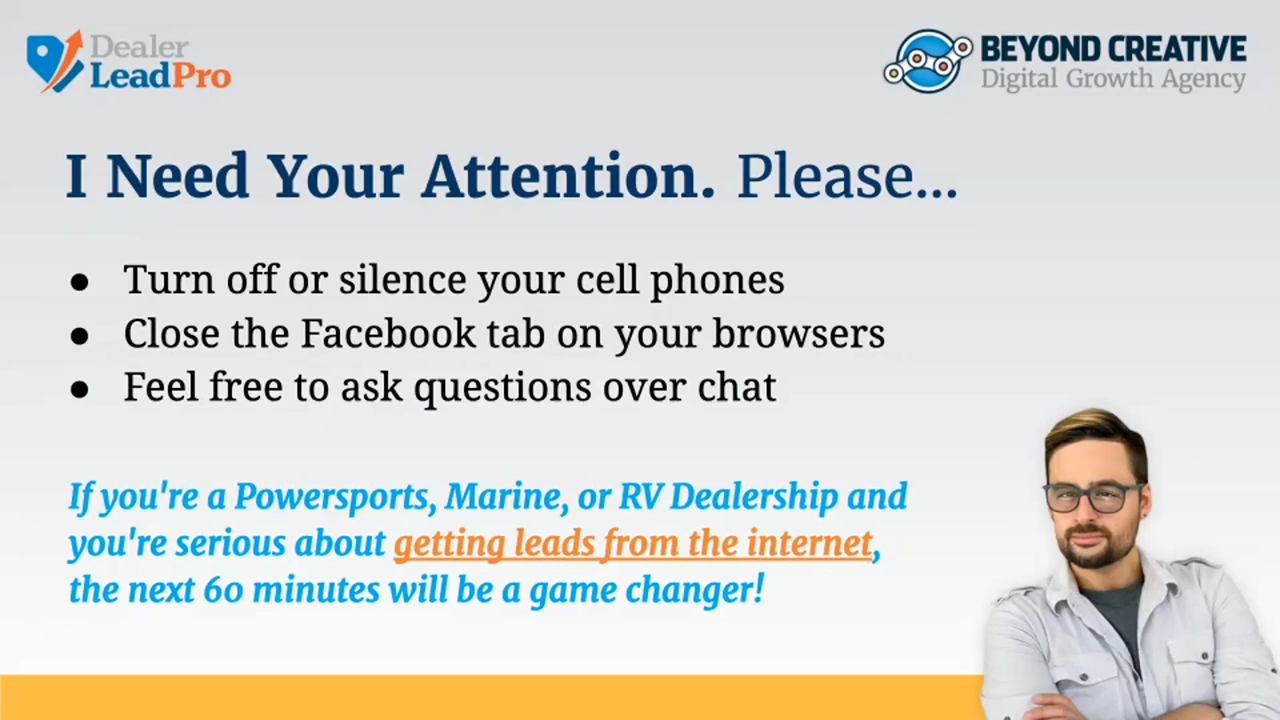 Dealer
LeadPro
BEYOND CREATIVE
Digital Growth Agency
I Need Your Attention. Please...
● Turn off or silence your cell phones
● Close the Facebook tab on your browsers
● Feel free to ask questions over chat
If you're a Powersports, Marine, or RV Dealership and
you're serious about getting leads from the internet,
the next 60 minutes will be a game changer!